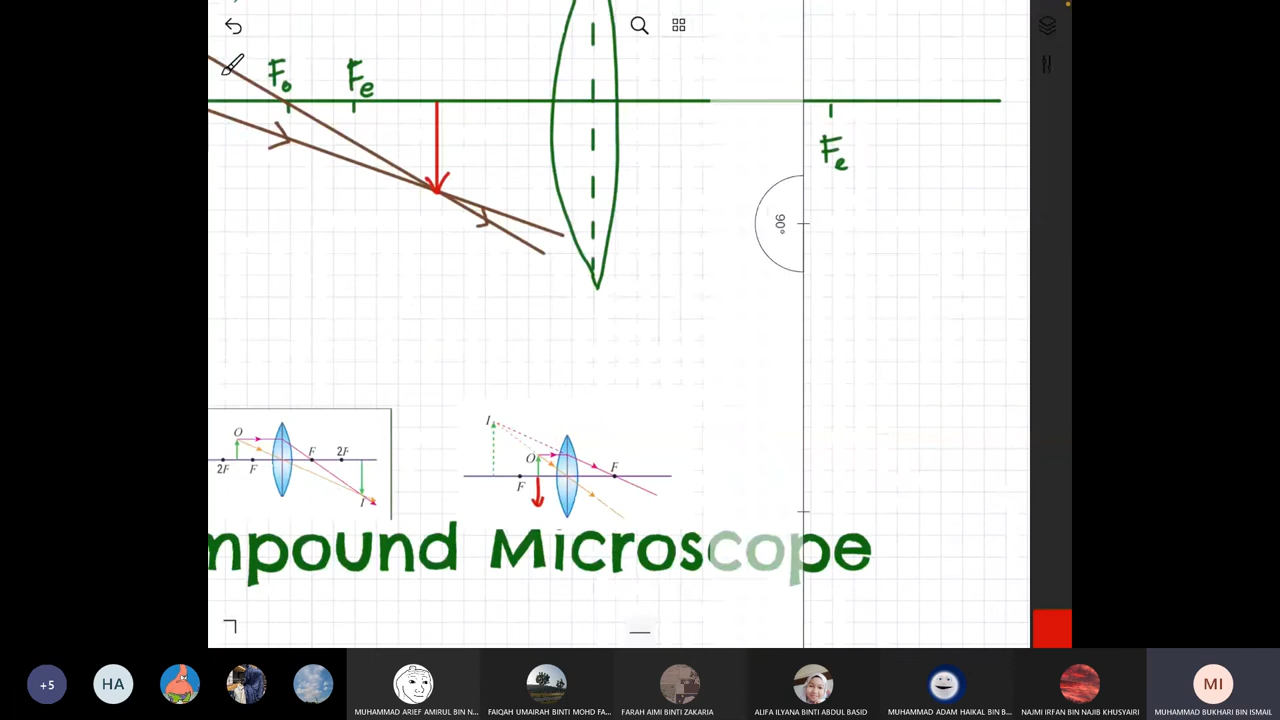 Fo
Fe
Fe
90°
O
F
2F
2F
F
I
I
O
F
F
mpound Microscope
+5
HA
MUHAMMAD ARIEF AMIRUL BIN N...
FAIQAH UMAIRAH BINTI MOHD FA...
FARAH AIMI BINTI ZAKARIA
ALIFA ILYANA BINTI ABDUL BASID
MUHAMMAD ADAM HAIKAL BIN B...
NAJMI IRFAN BIN NAJIB KHUSYAIRI
MI
MUHAMMAD BUKHARI BIN ISMAIL